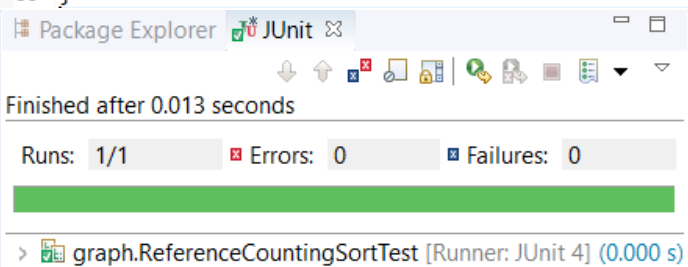 Package Explorer JUnit
Finished after 0.013 seconds
Runs: 1/1 Errors: 0 Failures: 0
graph.ReferenceCountingSortTest [Runner: JUnit 4] (0.000 s)